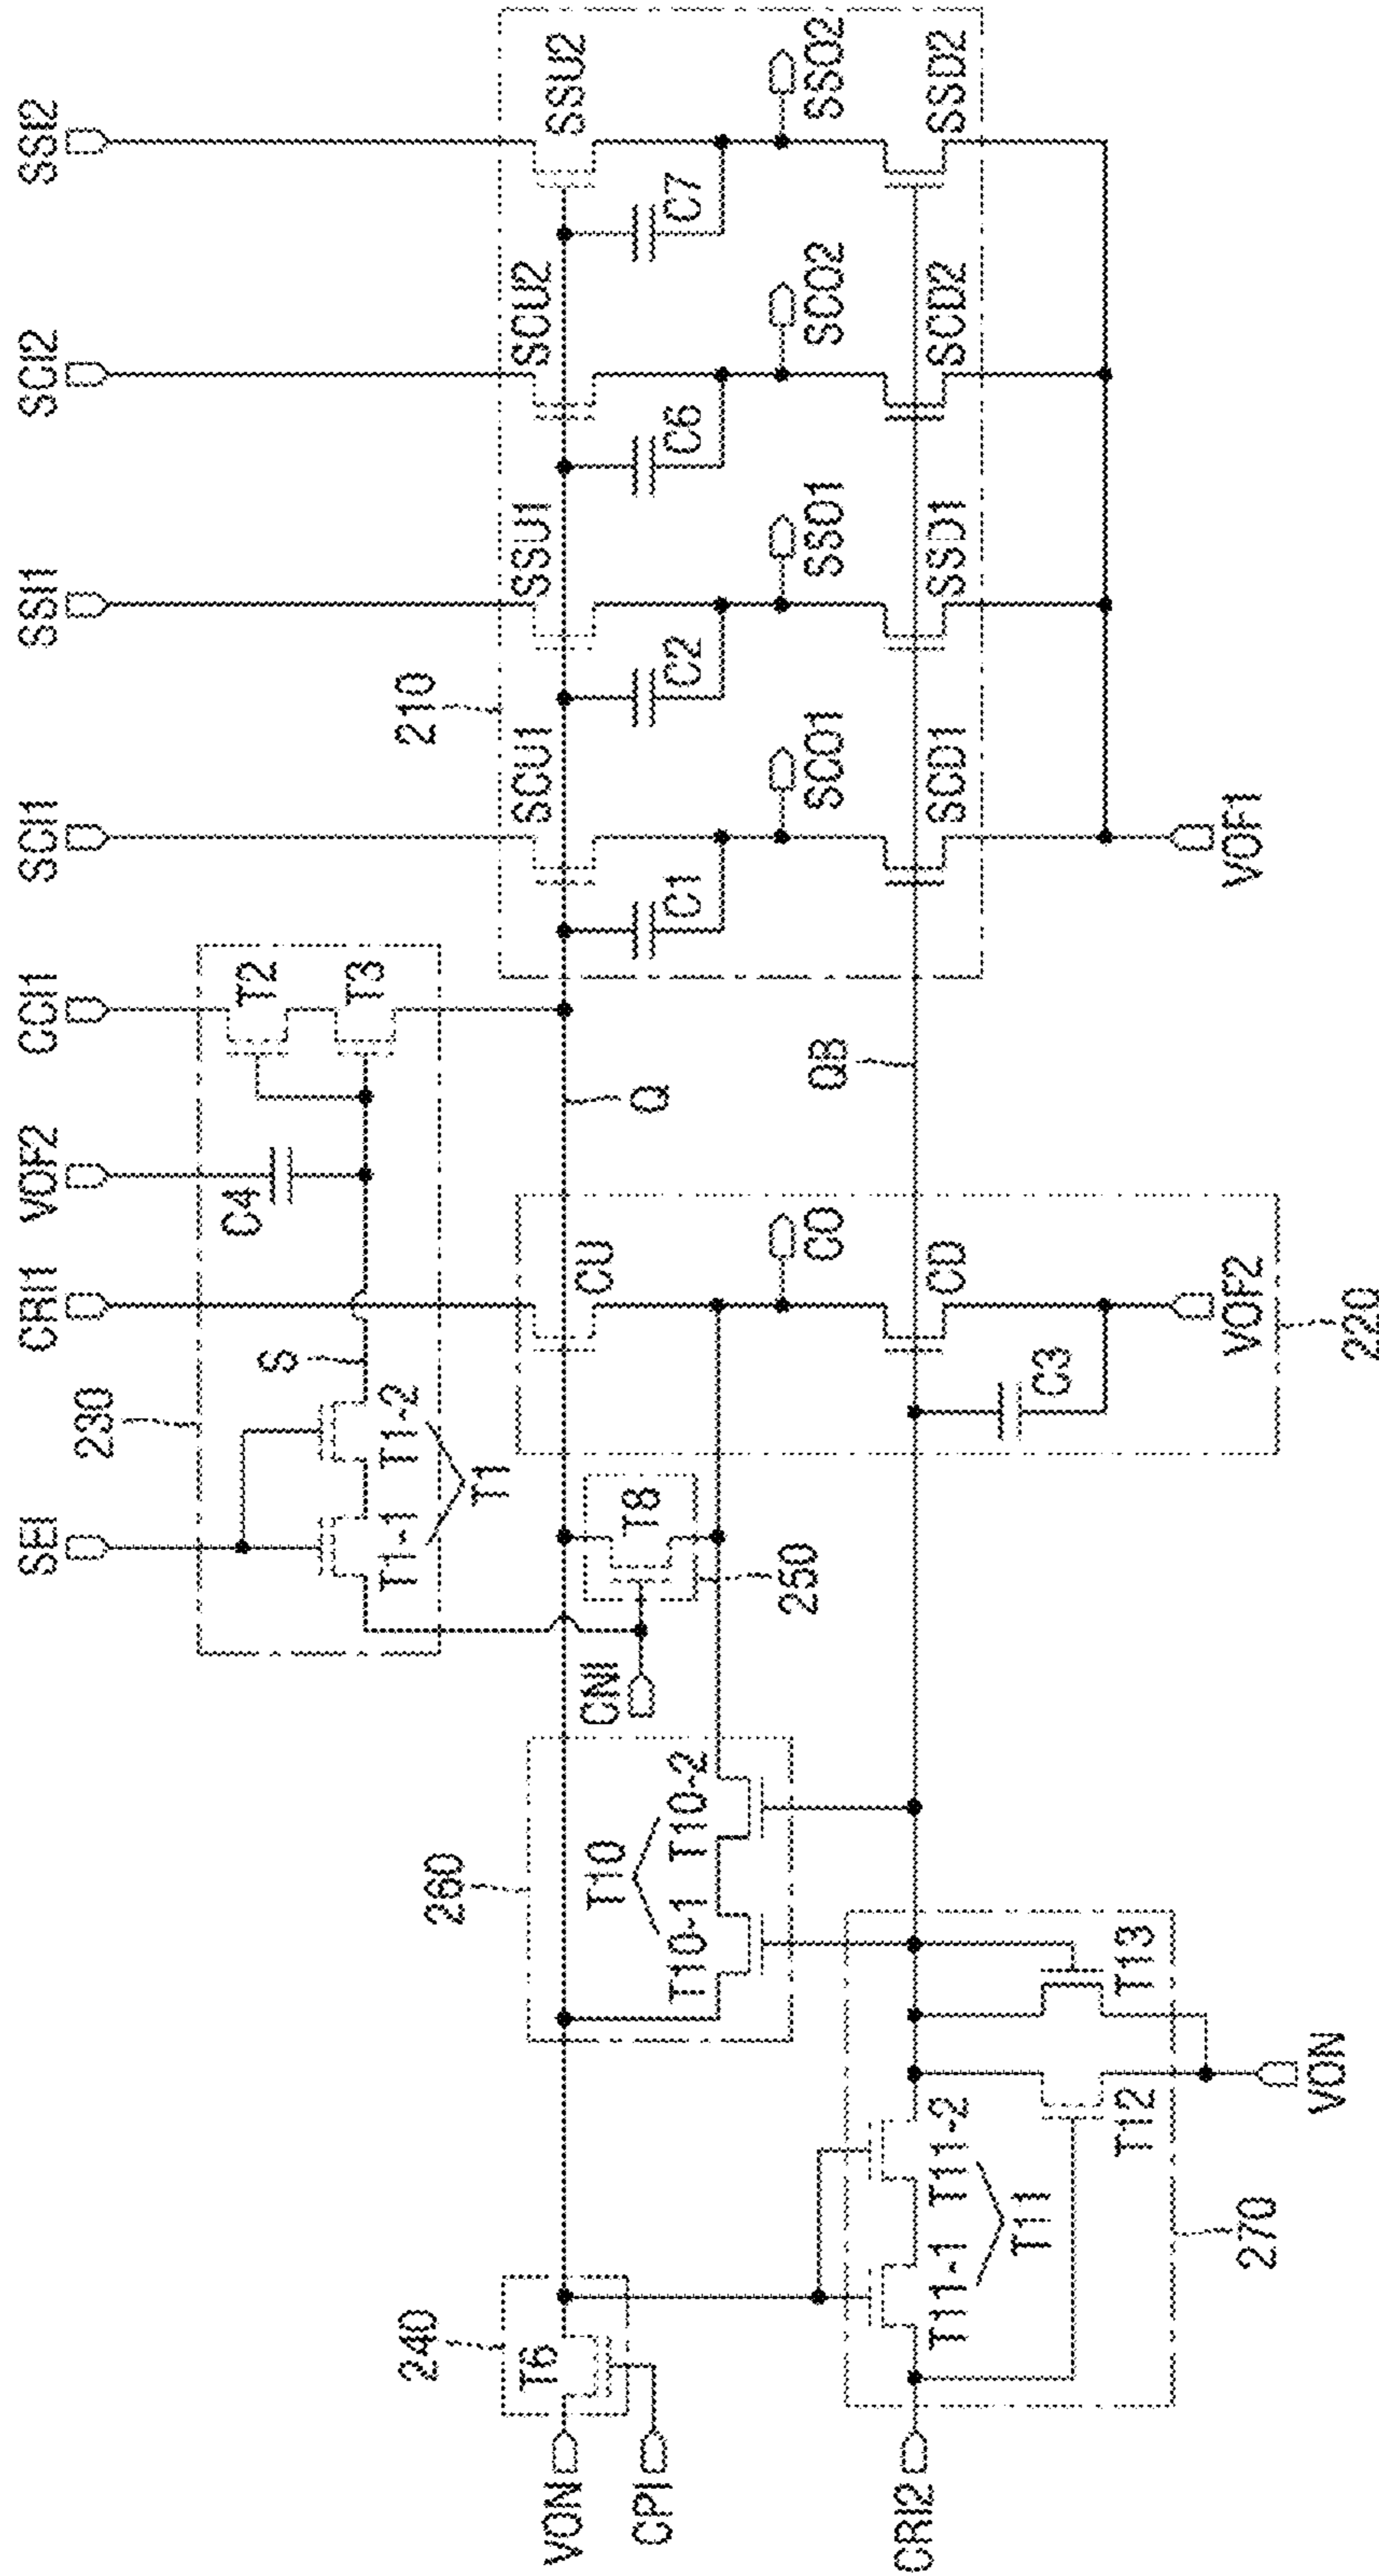 SEI
CRI1
VOF2
CCI1
SCI1
SSI1
SCI2
SSI2
230
S
C4
T2
T3
T1-1
T1-2
T1
210
SCU1
SSU1
SCU2
SSU2
C1
C2
C6
C7
SCO1
SSO1
SCO2
SSO2
SCD1
SSD1
SCD2
SSD2
VOF1
240
T6
VON
CPI
260
T10
T10-1
T10-2
CNI
T8
250
CU
CO
CD
C3
VOF2
220
Q
QB
CRI2
T11-1
T11-2
T11
T12
T13
VON
270